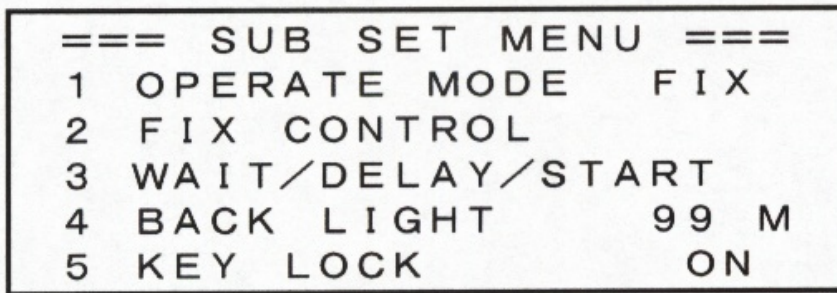 === SUB SET MENU ===
1 OPERATE MODE FIX
2 FIX CONTROL
3 WAIT/DELAY/START
4 BACK LIGHT 99 M
5 KEY LOCK ON